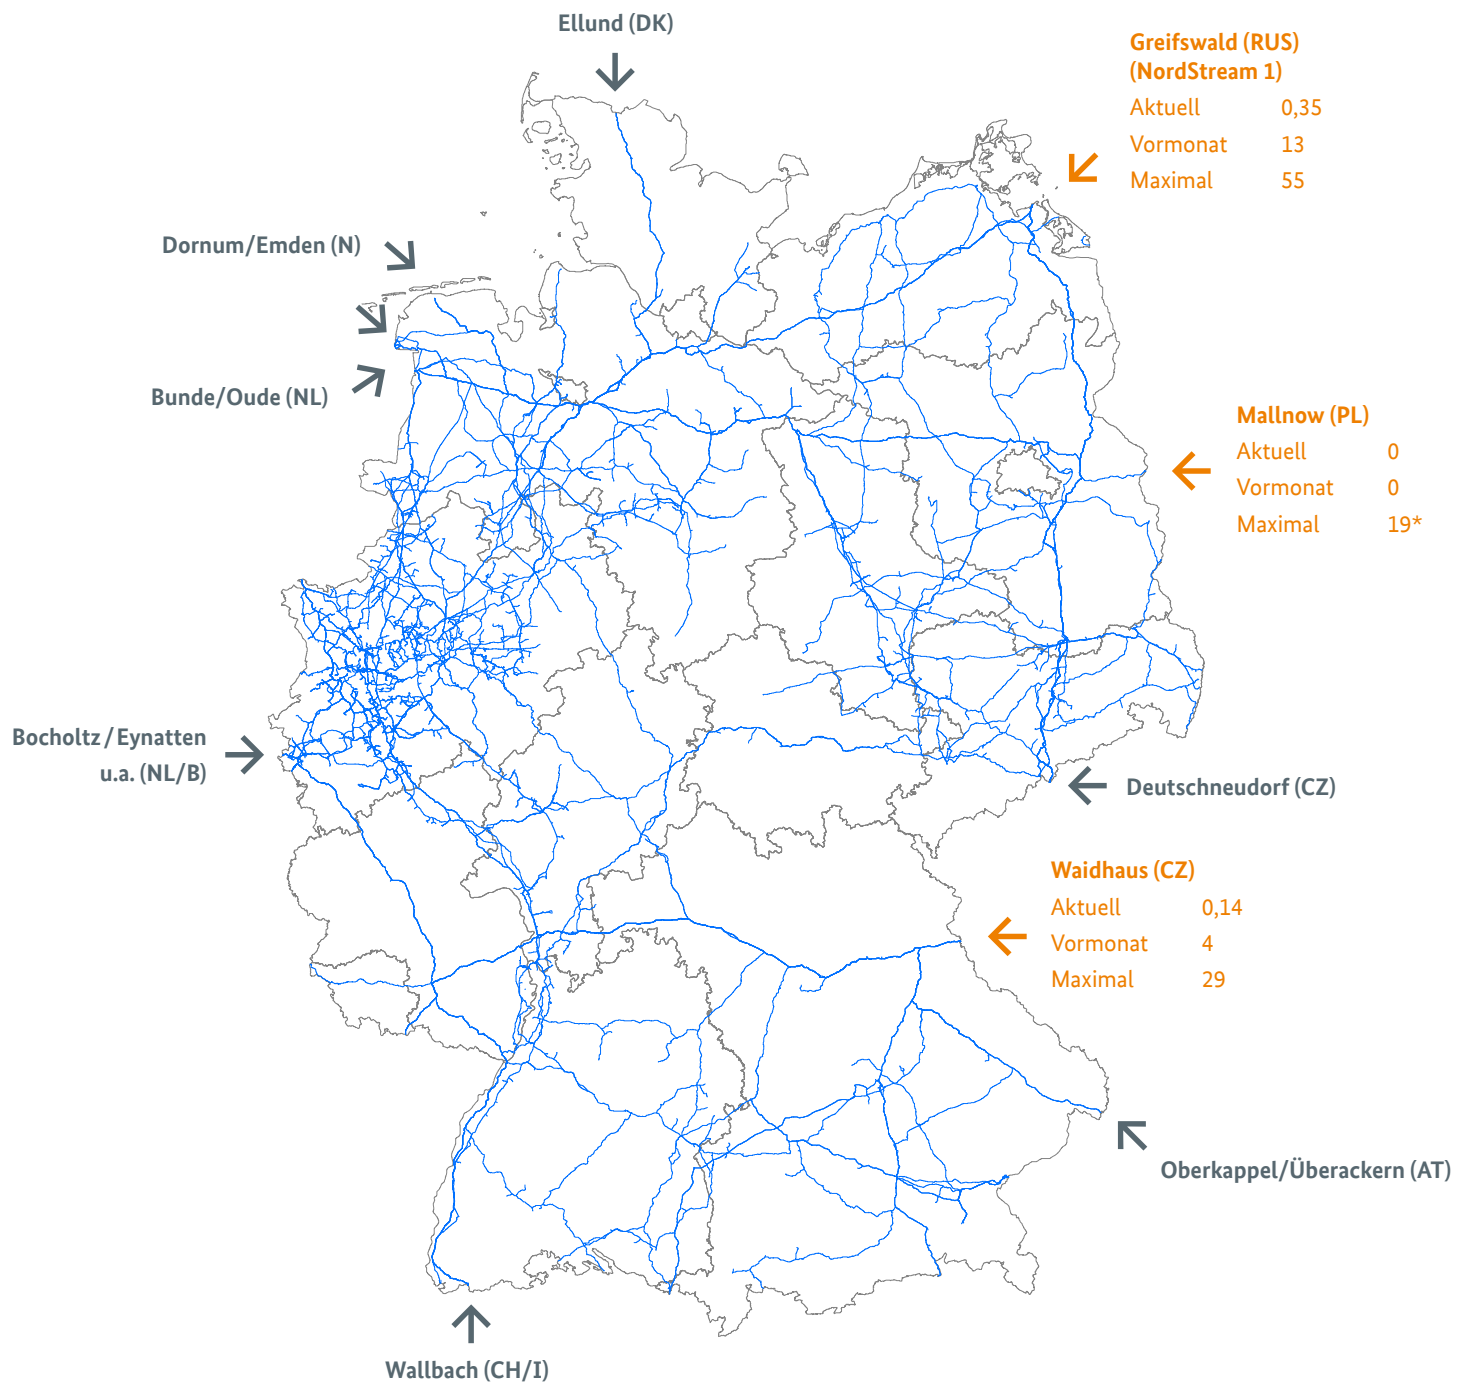 Ellund (DK)
Greifswald (RUS)
(NordStream 1)
Aktuell 0,35
Vormonat 13
Maximal 55
Dornum/Emden (N)
Bunde/Oude (NL)
Mallnow (PL)
Aktuell 0
Vormonat 0
Maximal 19*
Bocholtz / Eynatten
u.a. (NL/B)
Deutschneudorf (CZ)
Waidhaus (CZ)
Aktuell 0,14
Vormonat 4
Maximal 29
Oberkappel/Überackern (AT)
Wallbach (CH/I)